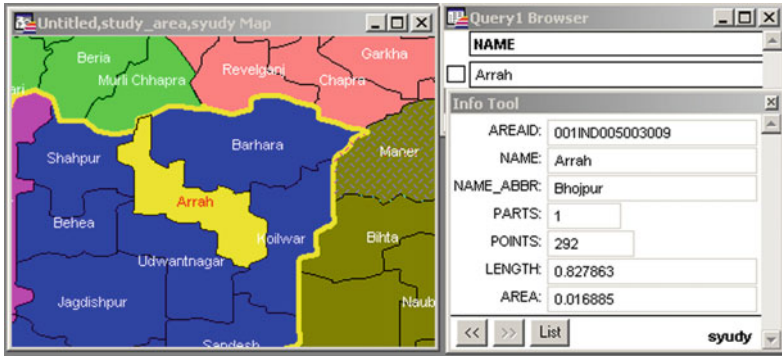 Untitled,study_area,syudy Map
Beria
Murli Chhapra
Revelganj
Garkha
Chapra
ari
Shahpur
Barhara
Maner
Arrah
Behea
Koilwar
Bihta
Udwantnagar
Jagdishpur
Naub
Sandesh
Query1 Browser
NAME
Arrah
Info Tool
AREAID: 001IND005003009
NAME: Arrah
NAME_ABBR: Bhojpur
PARTS: 1
POINTS: 292
LENGTH: 0.827863
AREA: 0.016885
<< >> List syudy